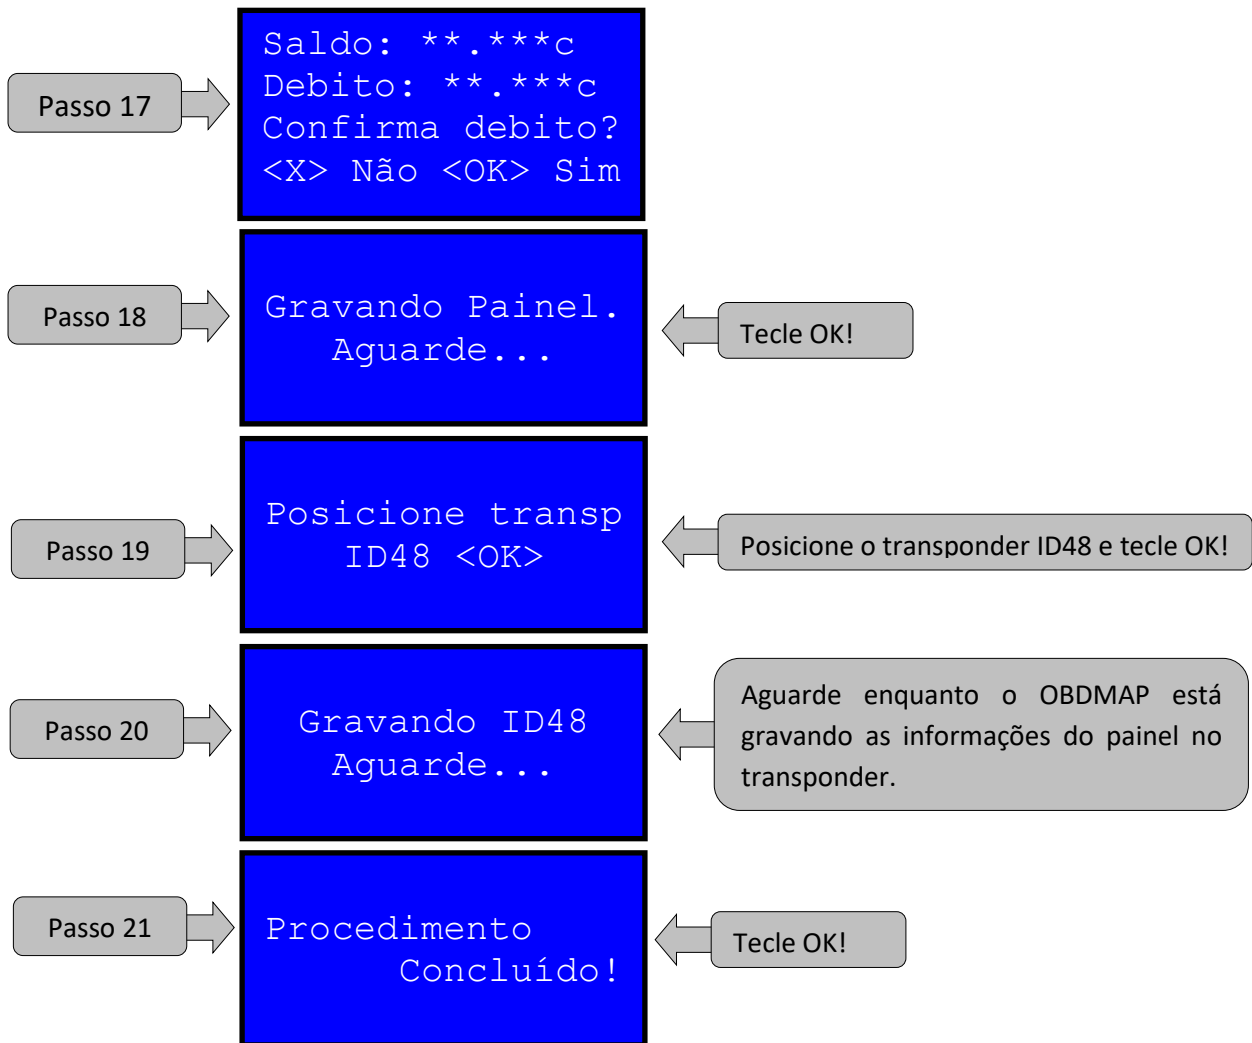 Passo 17
Saldo: **.***c
Debito: **.***c
Confirma debito?
<X> Não <OK> Sim
Passo 18
Gravando Painel.
Aguarde...
Tecle OK!
Passo 19
Posicione transp
ID48 <OK>
Posicione o transponder ID48 e tecle OK!
Passo 20
Gravando ID48
Aguarde...
Aguarde enquanto o OBDMAP está
gravando as informações do painel no
transponder.
Passo 21
Procedimento
Concluído!
Tecle OK!